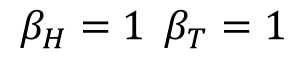 β_H = 1 β_T = 1